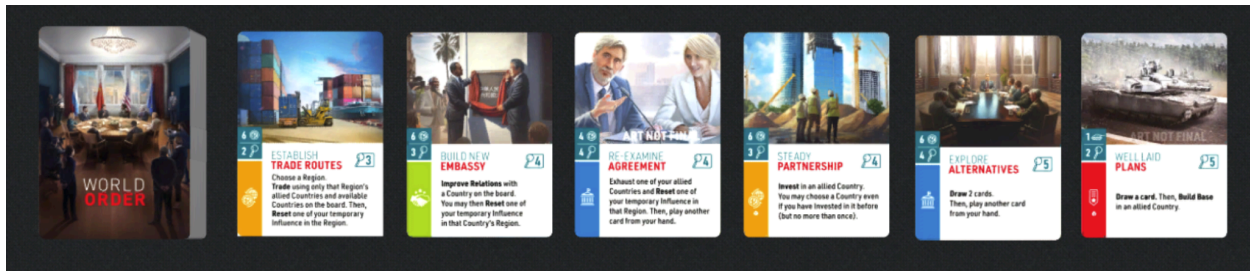 WORLD
ORDER
6
2
ESTABLISH
TRADE ROUTES
3
Choose a Region.
Trade using only that Region's
allied Countries and available
Countries on the board. Then,
Reset one of your temporary
Influence in the Region.
6
3
BUILD NEW
EMBASSY
4
Improve Relations with
a Country on the board.
You may then Reset one of
your temporary Influence
in that Country's Region.
ART NOT FINAL
4
4
RE-EXAMINE
AGREEMENT
4
Exhaust one of your allied
Countries and Reset one of
your temporary Influence in
that Region. Then, play another
card from your hand.
6
3
STEADY
PARTNERSHIP
4
Invest in an allied Country.
You may choose a Country even
if you have Invested in it before
(but no more than once).
6
4
EXPLORE
ALTERNATIVES
5
Draw 2 cards.
Then, play another card
from your hand.
ART NOT FINAL
1
2
WELL LAID
PLANS
5
Draw a card. Then, Build Base
in an allied Country.